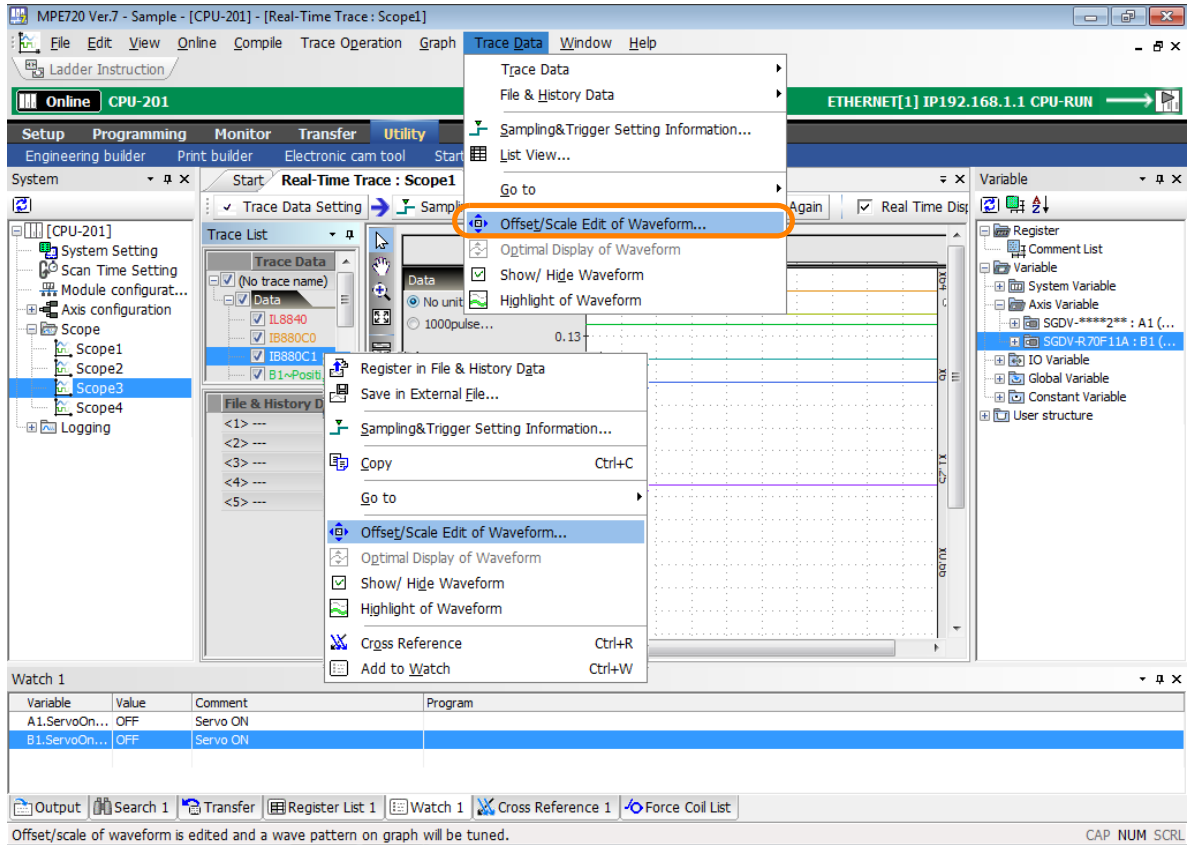 MPE720 Ver.7 - Sample - [CPU-201] - [Real-Time Trace : Scope1]
File Edit View Online Compile Trace Operation Graph Trace Data Window Help
Ladder Instruction
Online CPU-201 ETHERNET[1] IP192.168.1.1 CPU-RUN
Setup Programming Monitor Transfer Utility
Engineering builder Print builder Electronic cam tool Start
System
[CPU-201]
System Setting
Scan Time Setting
Module configurat...
Axis configuration
Scope
Scope1
Scope2
Scope3
Scope4
Logging
Start Real-Time Trace : Scope1
Trace Data Setting Again Real Time
Trace List
Trace Data
(No trace name)
Data
IL8840
IB880C0
IB880C1
B1~Positi
File & History D
<1> ---
<2> ---
<3> ---
<4> ---
<5> ---
Data
No unit
1000pulse...
0.13
Trace Data
File & History Data
Sampling&Trigger Setting Information...
List View...
Go to
Offset/Scale Edit of Waveform...
Optimal Display of Waveform
Show/ Hide Waveform
Highlight of Waveform
Register in File & History Data
Save in External File...
Sampling&Trigger Setting Information...
Copy Ctrl+C
Go to
Offset/Scale Edit of Waveform...
Optimal Display of Waveform
Show/ Hide Waveform
Highlight of Waveform
Cross Reference Ctrl+R
Add to Watch Ctrl+W
Variable
Register
Comment List
Variable
System Variable
Axis Variable
SGDV-****2** : A1 (...
SGDV-R70F11A : B1 (...
IO Variable
Global Variable
Constant Variable
User structure
Watch 1
Variable Value Comment Program
A1.ServoOn... OFF Servo ON
B1.ServoOn... OFF Servo ON
Output Search 1 Transfer Register List 1 Watch 1 Cross Reference 1 Force Coil List
Offset/scale of waveform is edited and a wave pattern on graph will be tuned. CAP NUM SCRL